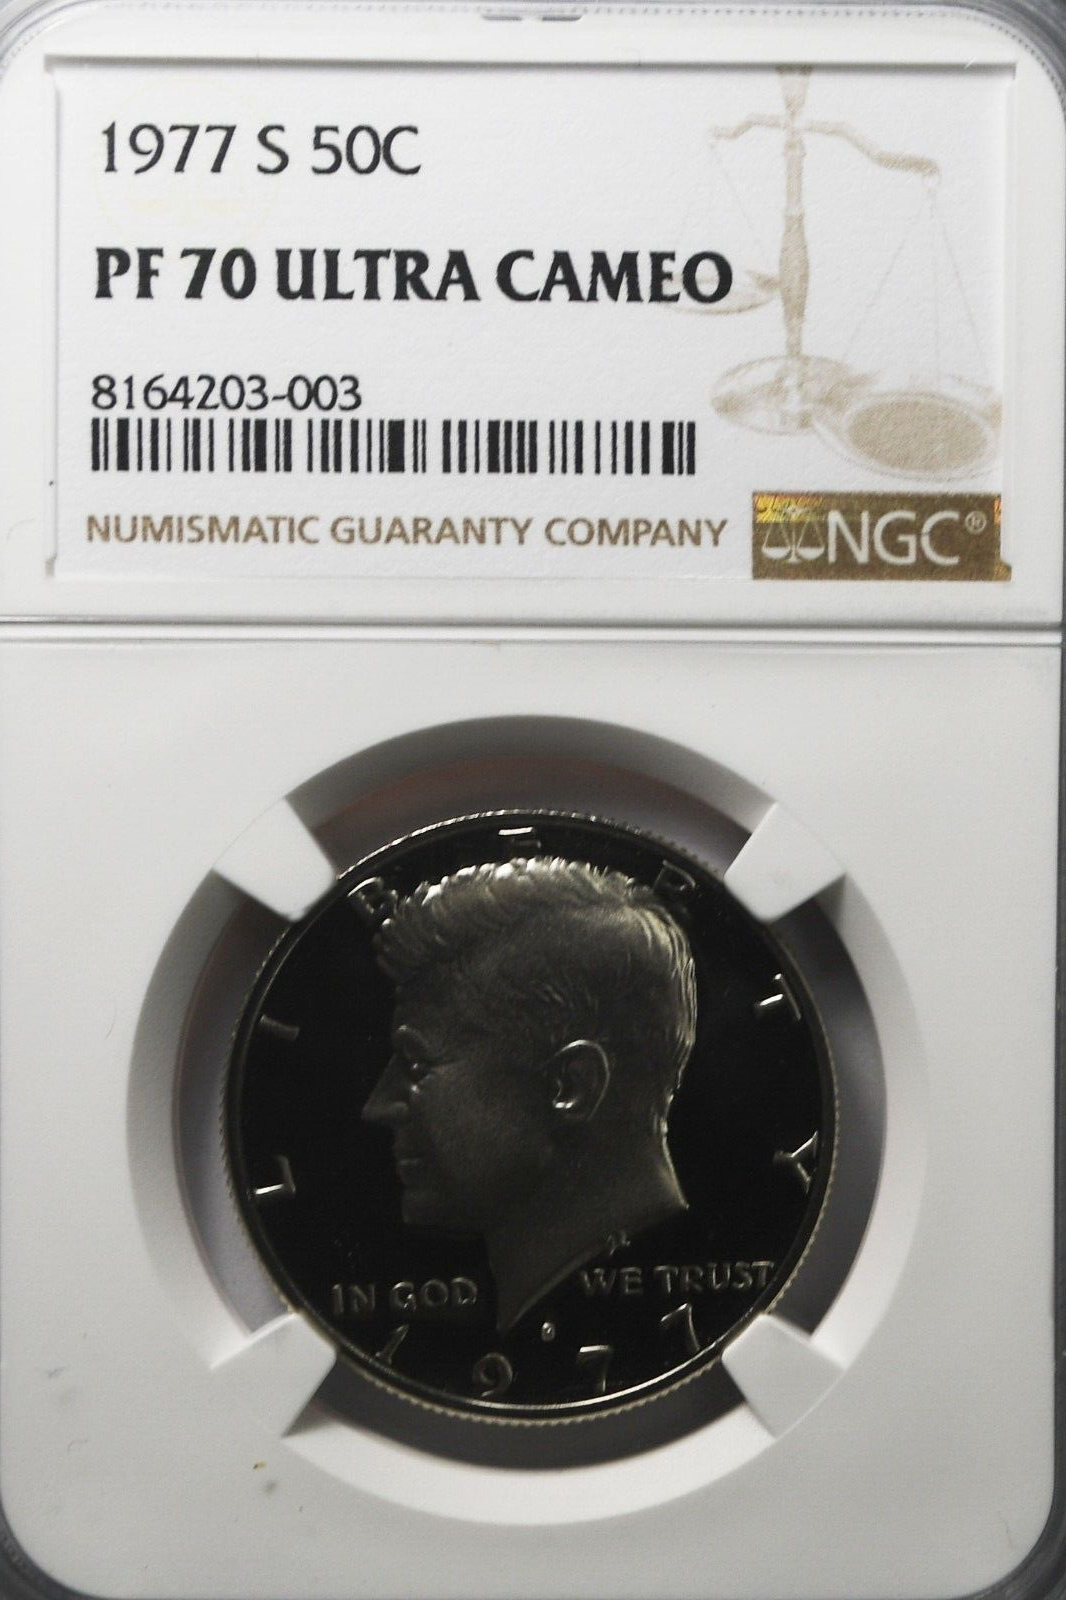 1977 S 50C
PF 70 ULTRA CAMEO
8164203-003
NUMISMATIC GUARANTY COMPANY
NGC®
LIBERTY
IN GOD WE TRUST
1977